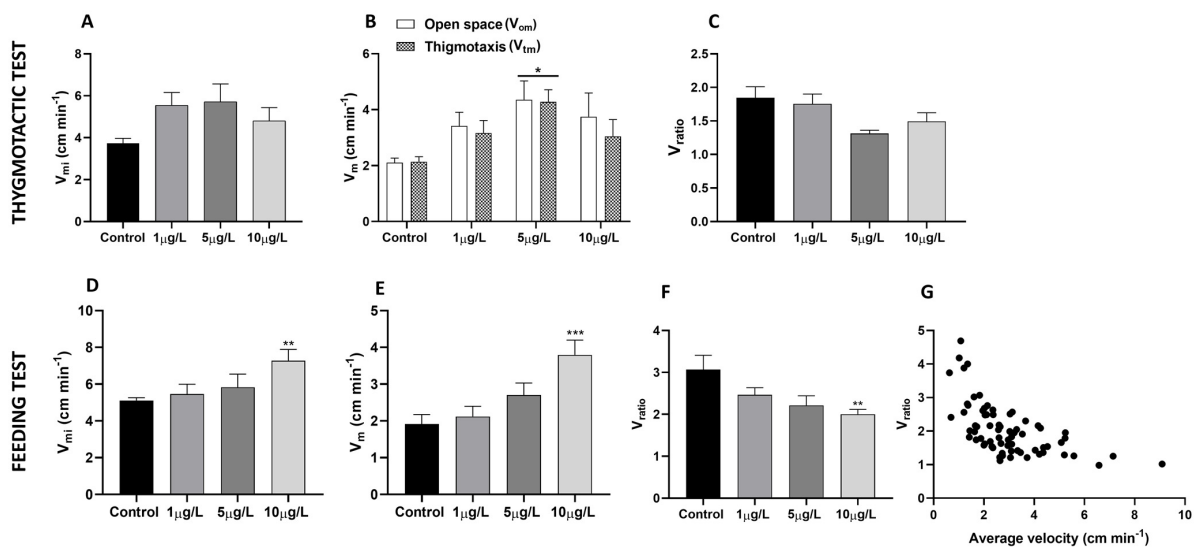 THYGMOTACTIC TEST
A
V_mi (cm min⁻¹)
8
6
4
2
0
Control 1µg/L 5µg/L 10µg/L
B
Open space (V_om)
Thigmotaxis (V_tm)
V_m (cm min⁻¹)
6
4
2
0
*
Control 1µg/L 5µg/L 10µg/L
C
V_ratio
2.5
2.0
1.5
1.0
0.5
0.0
Control 1µg/L 5µg/L 10µg/L
FEEDING TEST
D
V_mi (cm min⁻¹)
10
8
6
4
2
0
**
Control 1µg/L 5µg/L 10µg/L
E
V_m (cm min⁻¹)
5
4
3
2
1
0
***
Control 1µg/L 5µg/L 10µg/L
F
V_ratio
4
3
2
1
0
**
Control 1µg/L 5µg/L 10µg/L
G
V_ratio
5
4
3
2
1
0
0 2 4 6 8 10
Average velocity (cm min⁻¹)